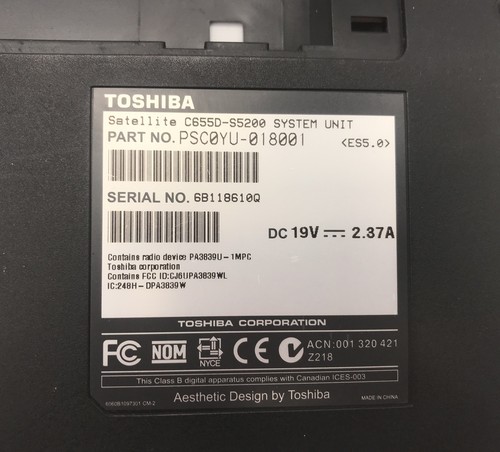 TOSHIBA
Satellite C655D-S5200 SYSTEM UNIT
PART NO. PSC0YU-018001 <ES5.0>
SERIAL NO. 6B118610Q
DC 19V 2.37A
Contains radio device PA3839U-1MPC
Toshiba corporation
Contains FCC ID:CJ6UPA3839WL
IC:248H-DPA3839W
TOSHIBA CORPORATION
FC NOM NYCE CE ACN:001 320 421
Z218
This Class B digital apparatus complies with Canadian ICES-003
Aesthetic Design by Toshiba
MADE IN CHINA